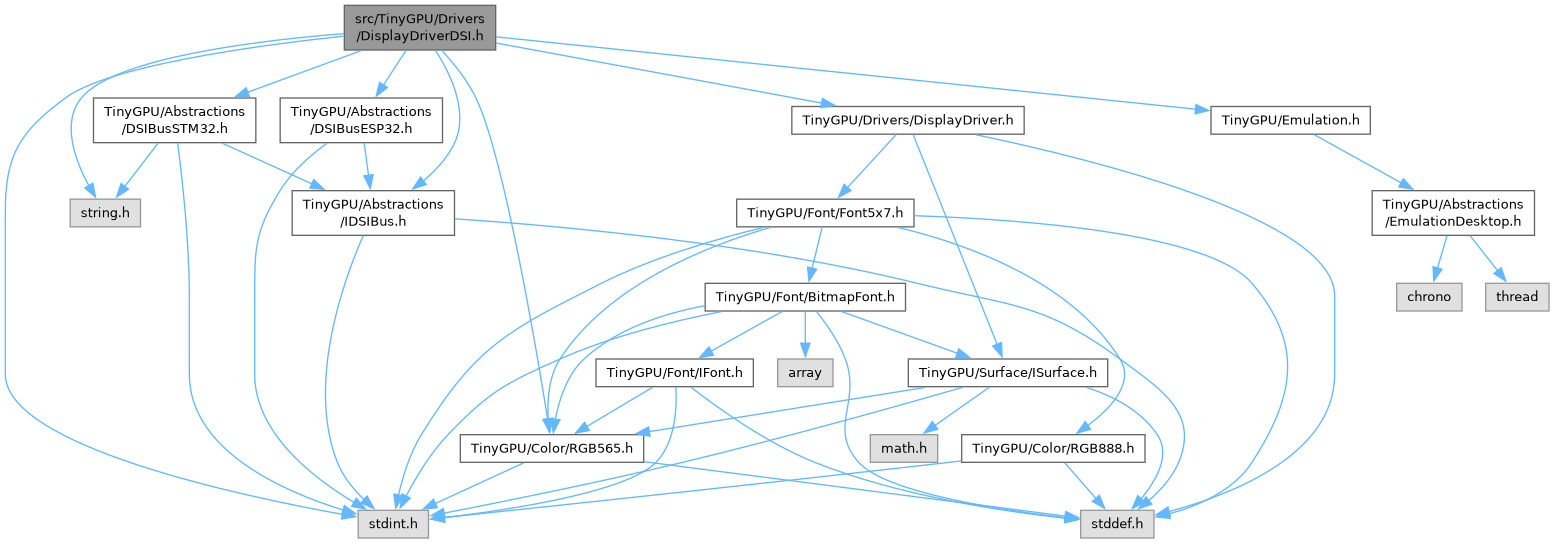 src/TinyGPU/Drivers
/DisplayDriverDSI.h
TinyGPU/Abstractions
/DSIBusSTM32.h
TinyGPU/Abstractions
/DSIBusESP32.h
TinyGPU/Drivers/DisplayDriver.h
TinyGPU/Emulation.h
string.h
TinyGPU/Abstractions
/IDSIBus.h
TinyGPU/Font/Font5x7.h
TinyGPU/Abstractions
/EmulationDesktop.h
TinyGPU/Font/BitmapFont.h
chrono
thread
TinyGPU/Font/IFont.h
array
TinyGPU/Surface/ISurface.h
TinyGPU/Color/RGB565.h
math.h
TinyGPU/Color/RGB888.h
stdint.h
stddef.h